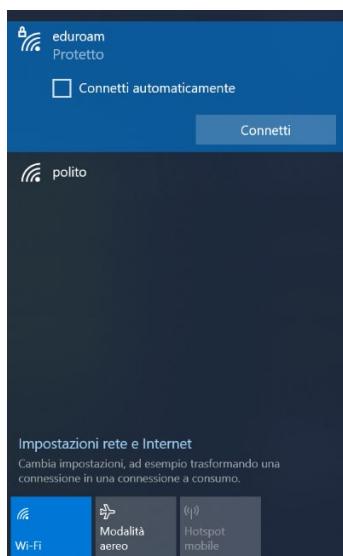 eduroam
Protetto
Connetti automaticamente
Connetti
polito
Impostazioni rete e Internet
Cambia impostazioni, ad esempio trasformando una
connessione in una connessione a consumo.
Wi-Fi
Modalità
aereo
Hotspot
mobile